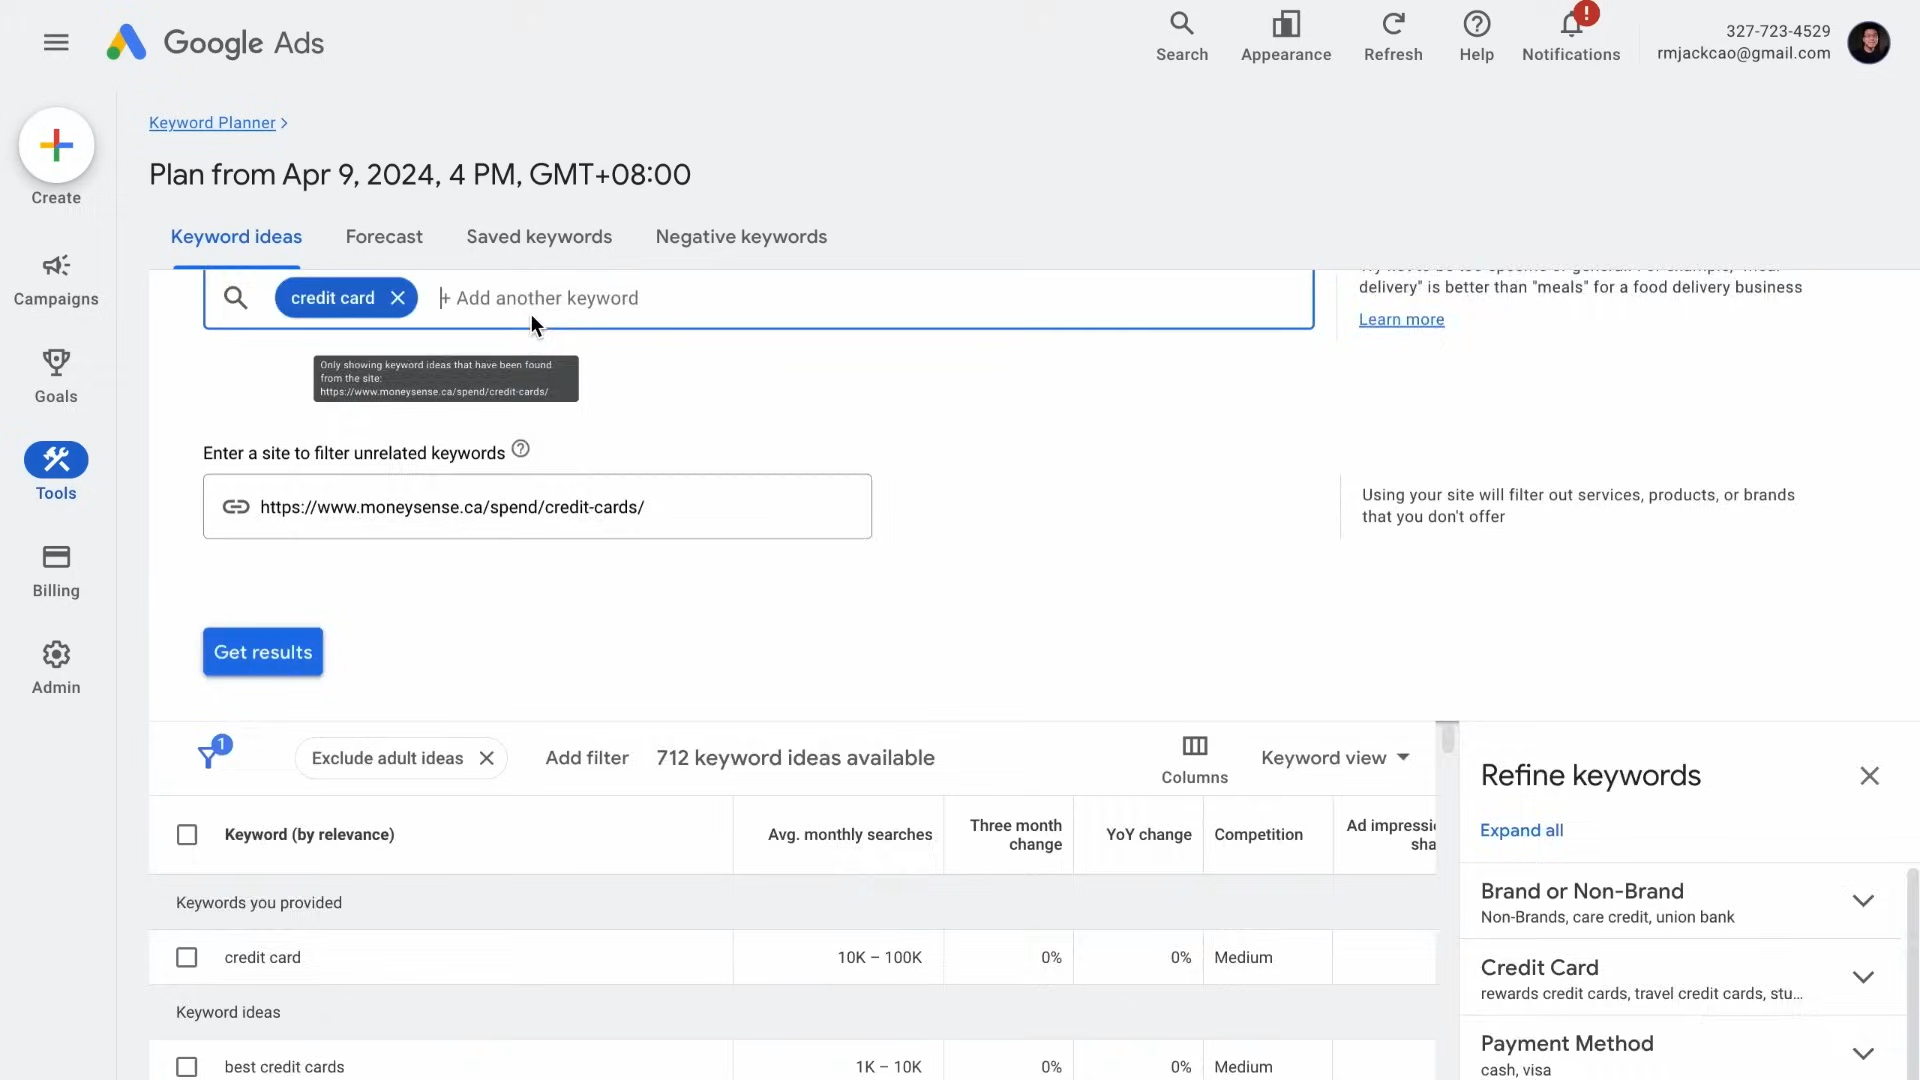 Google Ads
Search
Appearance
Refresh
Help
!
Notifications
327-723-4529
rmjackcao@gmail.com
Create
Campaigns
Goals
Tools
Billing
Admin
Keyword Planner >
Plan from Apr 9, 2024, 4 PM, GMT+08:00
Keyword ideas
Forecast
Saved keywords
Negative keywords
credit card
+ Add another keyword
delivery" is better than "meals" for a food delivery business
Learn more
Only showing keyword ideas that have been found
from the site:
https://www.moneysense.ca/spend/credit-cards/
Enter a site to filter unrelated keywords
https://www.moneysense.ca/spend/credit-cards/
Using your site will filter out services, products, or brands
that you don't offer
Get results
1
Exclude adult ideas
Add filter
712 keyword ideas available
Columns
Keyword view
Keyword (by relevance)
Avg. monthly searches
Three month
change
YoY change
Competition
Ad impressi
sha
Keywords you provided
credit card
10K – 100K
0%
0%
Medium
Keyword ideas
best credit cards
1K – 10K
0%
0%
Medium
Refine keywords
Expand all
Brand or Non-Brand
Non-Brands, care credit, union bank
Credit Card
rewards credit cards, travel credit cards, stu...
Payment Method
cash, visa